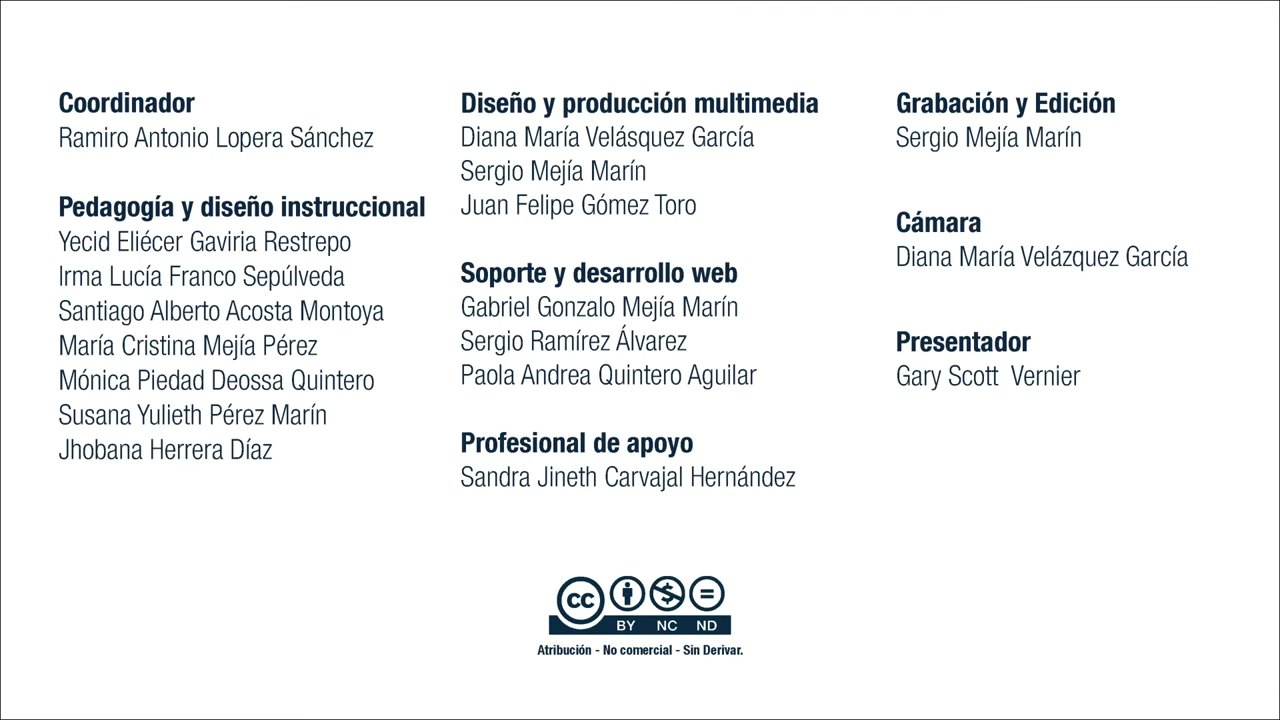 Coordinador
Ramiro Antonio Lopera Sánchez
Pedagogía y diseño instruccional
Yecid Eliécer Gaviria Restrepo
Irma Lucía Franco Sepúlveda
Santiago Alberto Acosta Montoya
María Cristina Mejía Pérez
Mónica Piedad Deossa Quintero
Susana Yulieth Pérez Marín
Jhobana Herrera Díaz
Diseño y producción multimedia
Diana María Velásquez García
Sergio Mejía Marín
Juan Felipe Gómez Toro
Soporte y desarrollo web
Gabriel Gonzalo Mejía Marín
Sergio Ramírez Álvarez
Paola Andrea Quintero Aguilar
Profesional de apoyo
Sandra Jineth Carvajal Hernández
Grabación y Edición
Sergio Mejía Marín
Cámara
Diana María Velázquez García
Presentador
Gary Scott  Vernier
cc
BY NC ND
Atribución - No comercial - Sin Derivar.